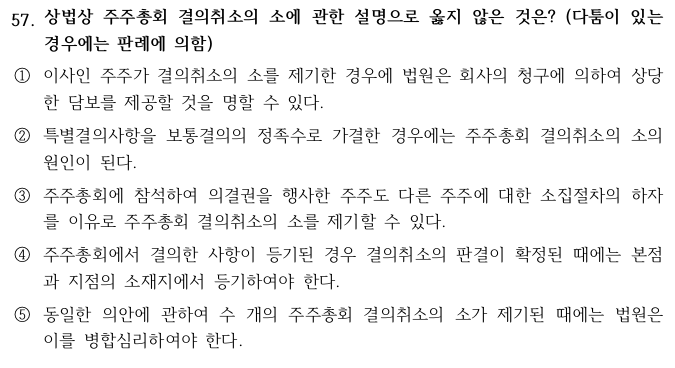 57. 상법상 주주총회 결의취소의 소에 관한 설명으로 옳지 않은 것은? (다툼이 있는
경우에는 판례에 의함)
① 이사인 주주가 결의취소의 소를 제기한 경우에 법원은 회사의 청구에 의하여 상당
한 담보를 제공할 것을 명할 수 있다.
② 특별결의사항을 보통결의의 정족수로 가결한 경우에는 주주총회 결의취소의 소의
원인이 된다.
③ 주주총회에 참석하여 의결권을 행사한 주주도 다른 주주에 대한 소집절차의 하자
를 이유로 주주총회 결의취소의 소를 제기할 수 있다.
④ 주주총회에서 결의한 사항이 등기된 경우 결의취소의 판결이 확정된 때에는 본점
과 지점의 소재지에서 등기하여야 한다.
⑤ 동일한 의안에 관하여 수 개의 주주총회 결의취소의 소가 제기된 때에는 법원은
이를 병합심리하여야 한다.